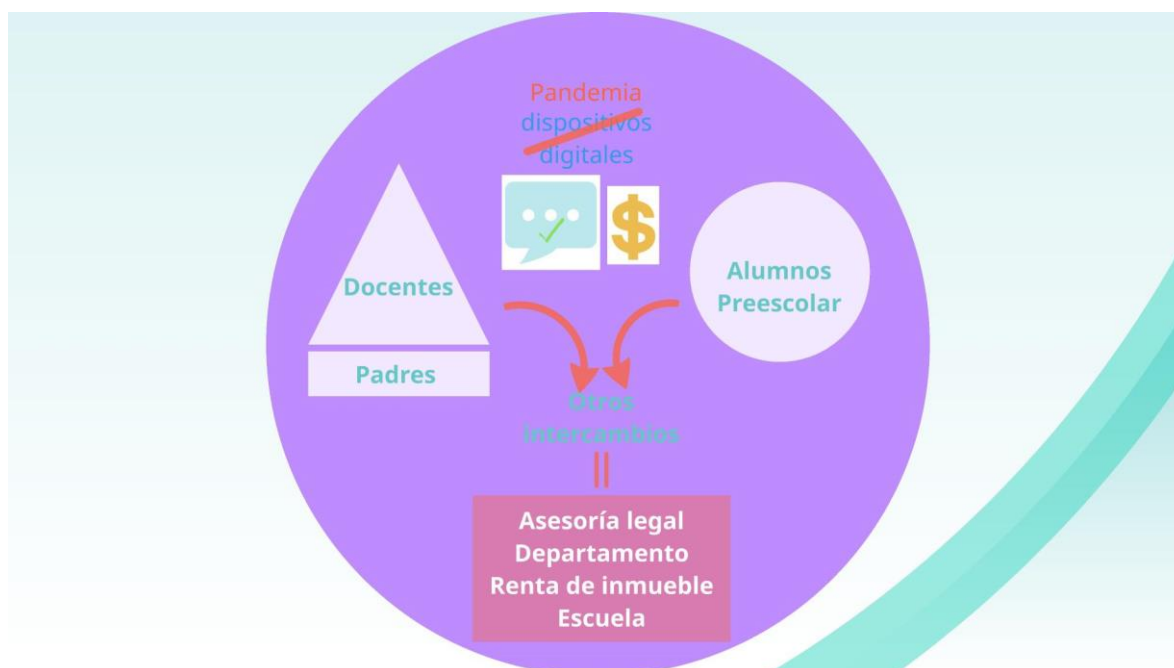 Pandemia
dispositivos
digitales
$
Docentes
Padres
Alumnos
Preescolar
Otros
intercambios
Asesoría legal
Departamento
Renta de inmueble
Escuela